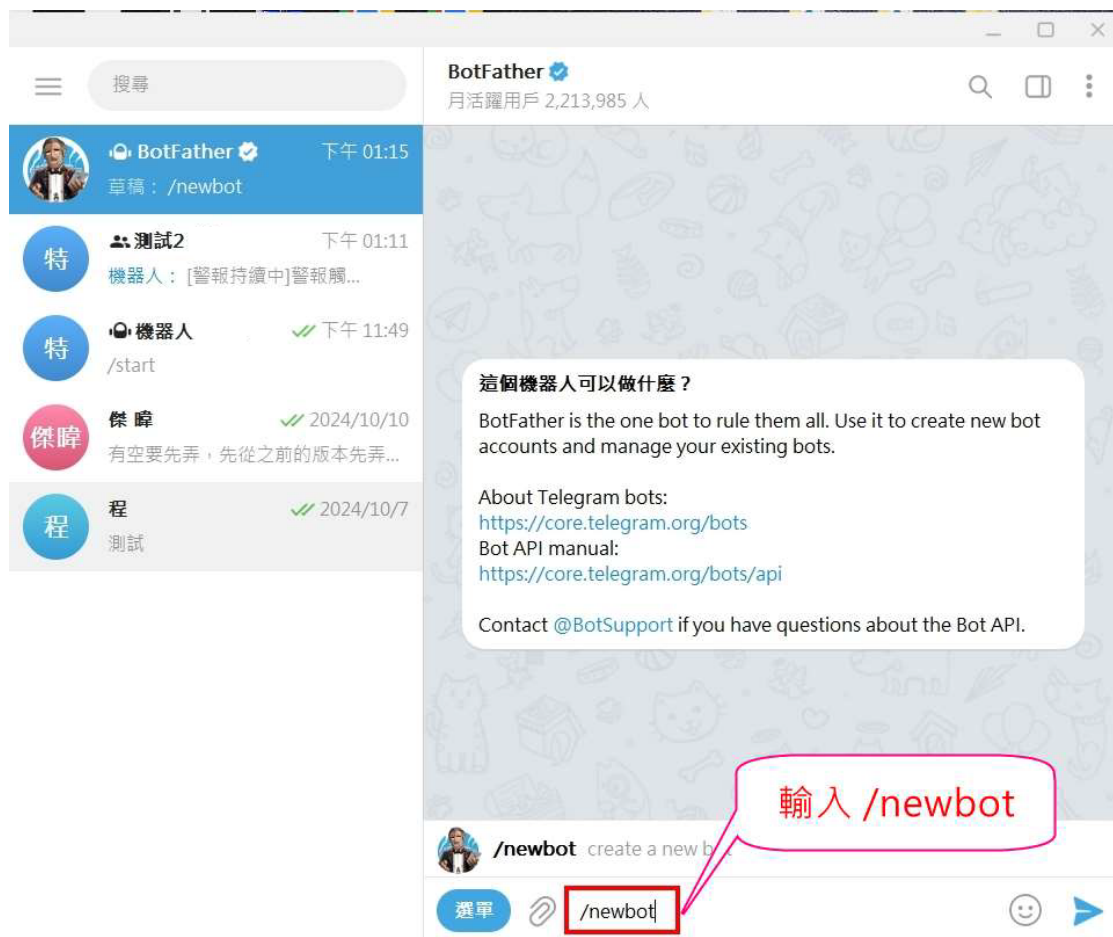 搜尋
BotFather
下午 01:15
草稿： /newbot
特
測試2
下午 01:11
機器人： [警報持續中]警報觸...
特
機器人
下午 11:49
/start
傑暐
傑 暐
2024/10/10
有空要先弄，先從之前的版本先弄...
程
程
2024/10/7
測試
BotFather
月活躍用戶 2,213,985 人
這個機器人可以做什麼？
BotFather is the one bot to rule them all. Use it to create new bot
accounts and manage your existing bots.
About Telegram bots:
https://core.telegram.org/bots
Bot API manual:
https://core.telegram.org/bots/api
Contact @BotSupport if you have questions about the Bot API.
輸入 /newbot
/newbot create a new
選單
/newbot